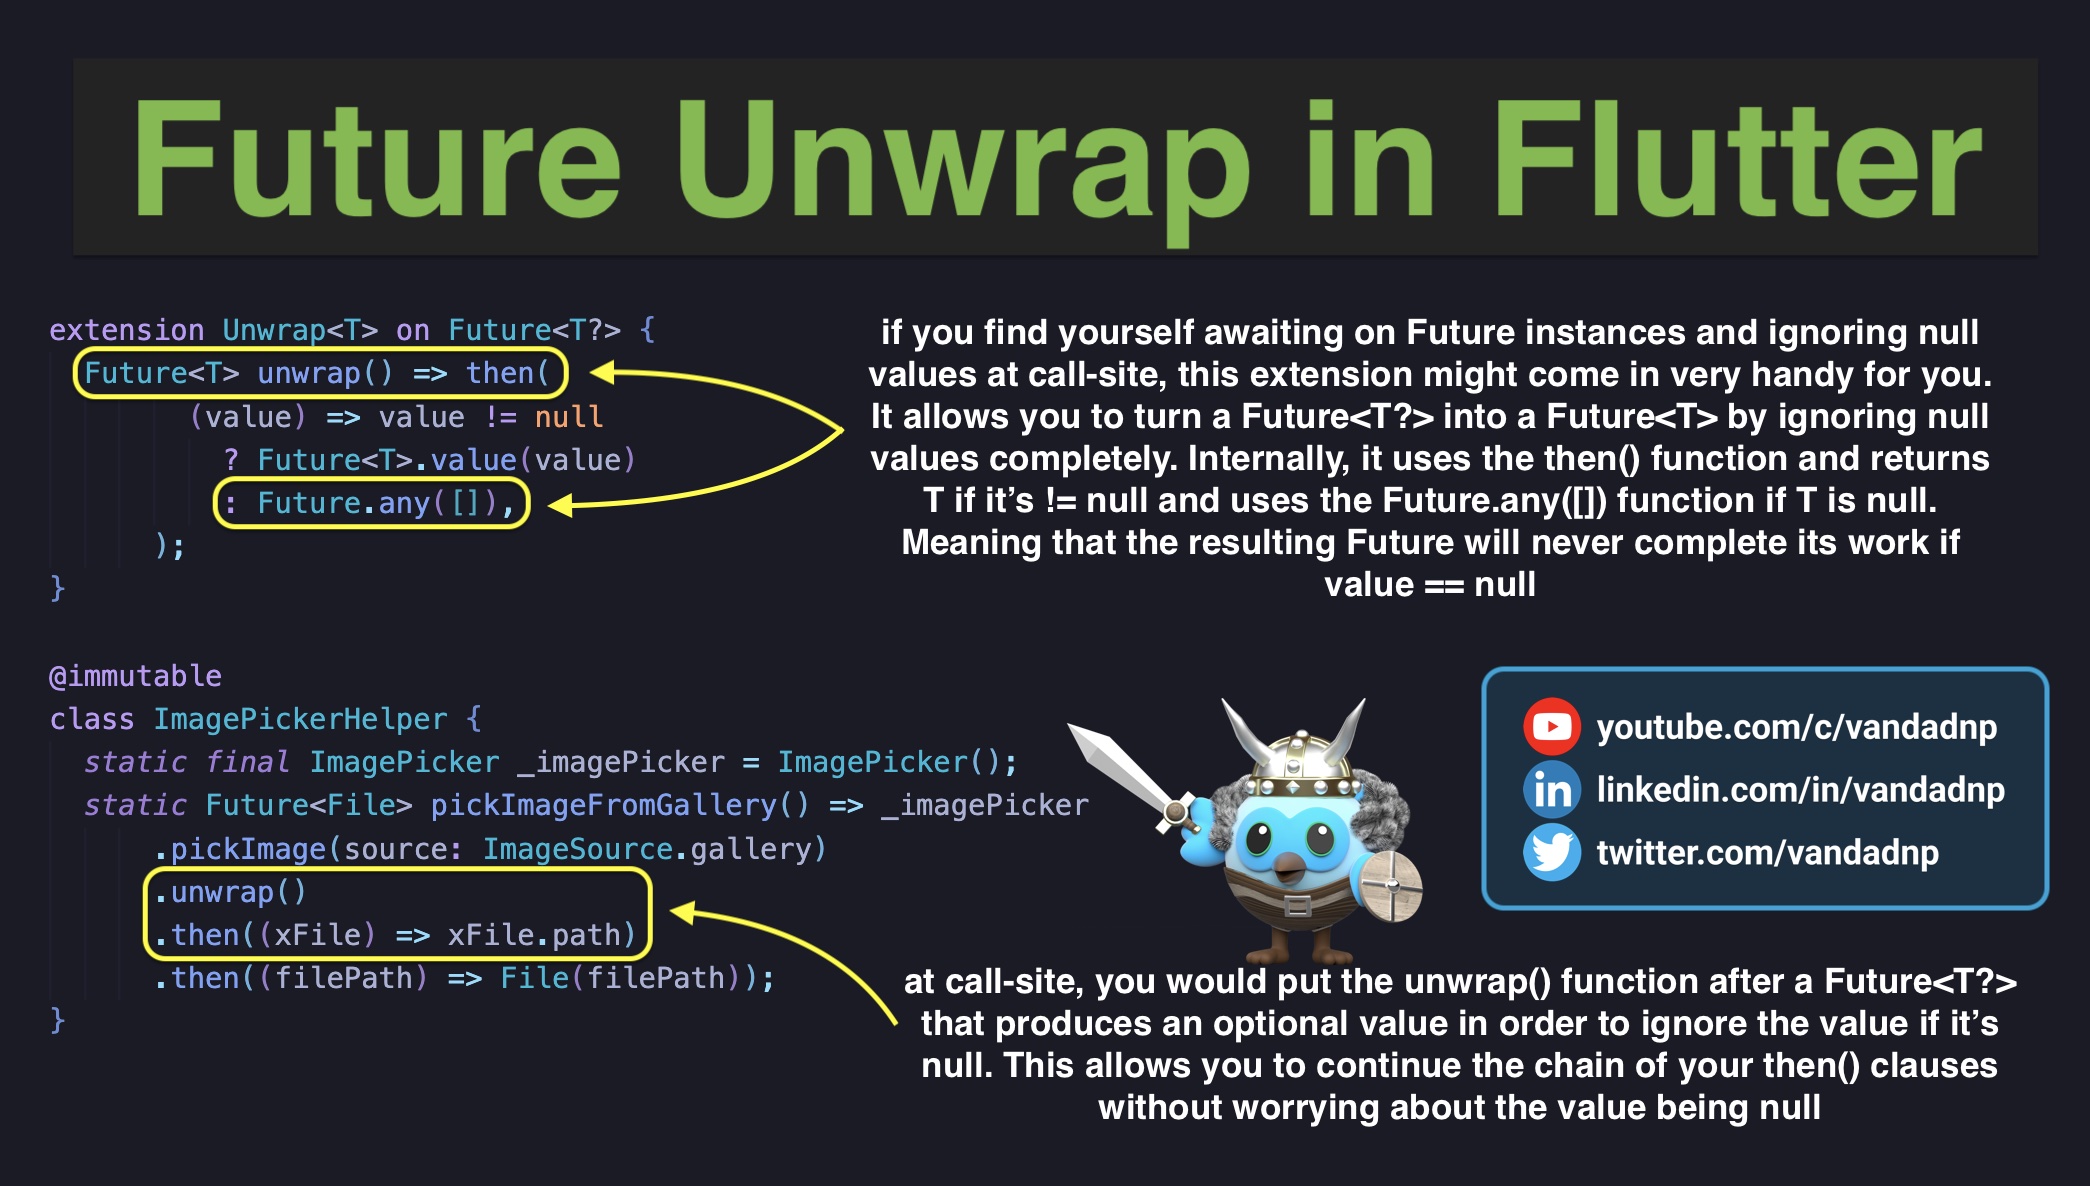 Future Unwrap in Flutter
extension Unwrap<T> on Future<T?> {
Future<T> unwrap() => then(
(value) => value != null
? Future<T>.value(value)
: Future.any([]),
);
}
if you find yourself awaiting on Future instances and ignoring null
values at call-site, this extension might come in very handy for you.
It allows you to turn a Future<T?> into a Future<T> by ignoring null
values completely. Internally, it uses the then() function and returns
T if it’s != null and uses the Future.any([]) function if T is null.
Meaning that the resulting Future will never complete its work if
value == null
@immutable
class ImagePickerHelper {
static final ImagePicker _imagePicker = ImagePicker();
static Future<File> pickImageFromGallery() => _imagePicker
.pickImage(source: ImageSource.gallery)
.unwrap()
.then((xFile) => xFile.path)
.then((filePath) => File(filePath));
}
youtube.com/c/vandadnp
in linkedin.com/in/vandadnp
twitter.com/vandadnp
at call-site, you would put the unwrap() function after a Future<T?>
that produces an optional value in order to ignore the value if it’s
null. This allows you to continue the chain of your then() clauses
without worrying about the value being null